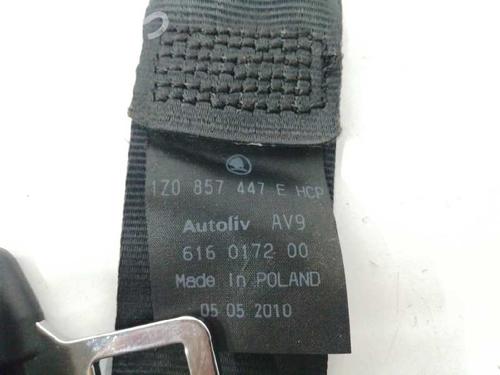 1Z0 857 447 E HCP
Autoliv AV9
616 0172 00
Made in POLAND
05 05 2010